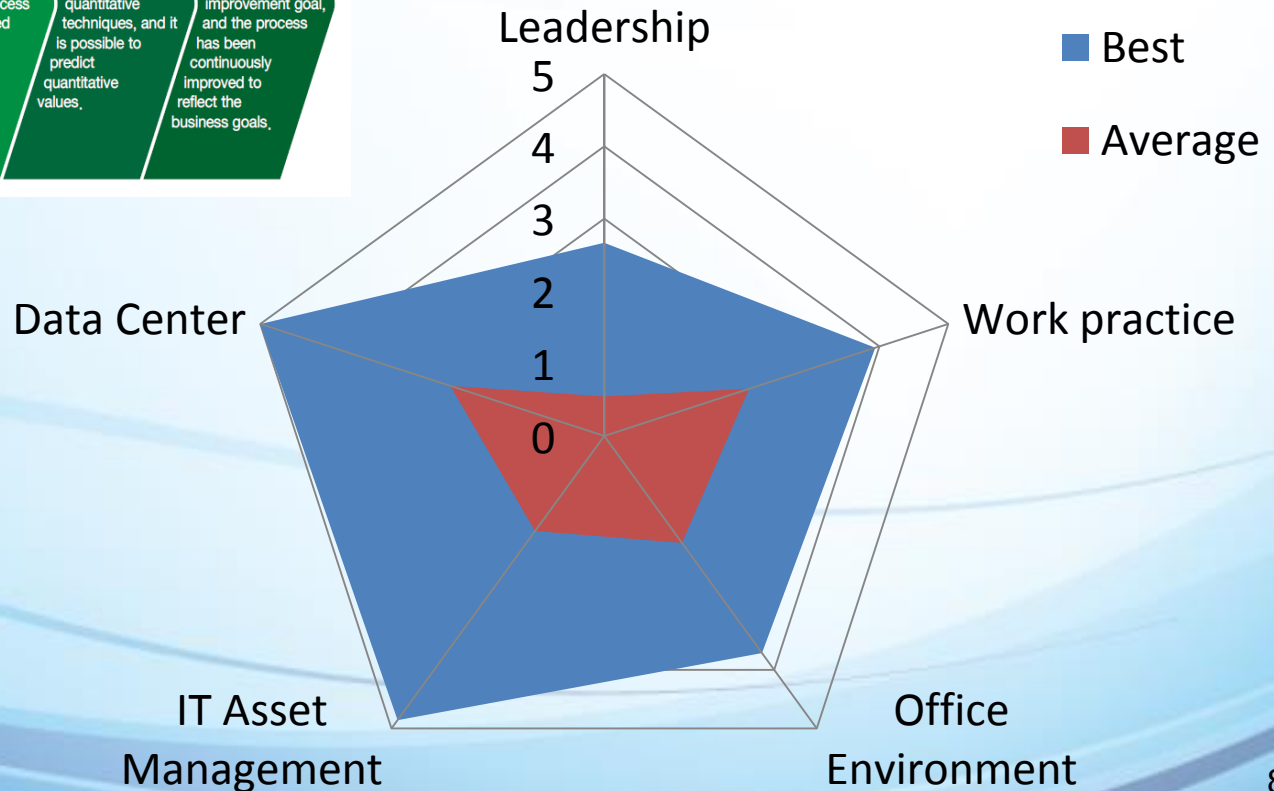 quantitative
techniques, and it
is possible to
predict
quantitative
values.
improvement goal,
and the process
has been
continuously
improved to
reflect the
business goals.
Leadership
Best
Average
5
4
3
2
1
0
Data Center
Work practice
IT Asset
Management
Office
Environment